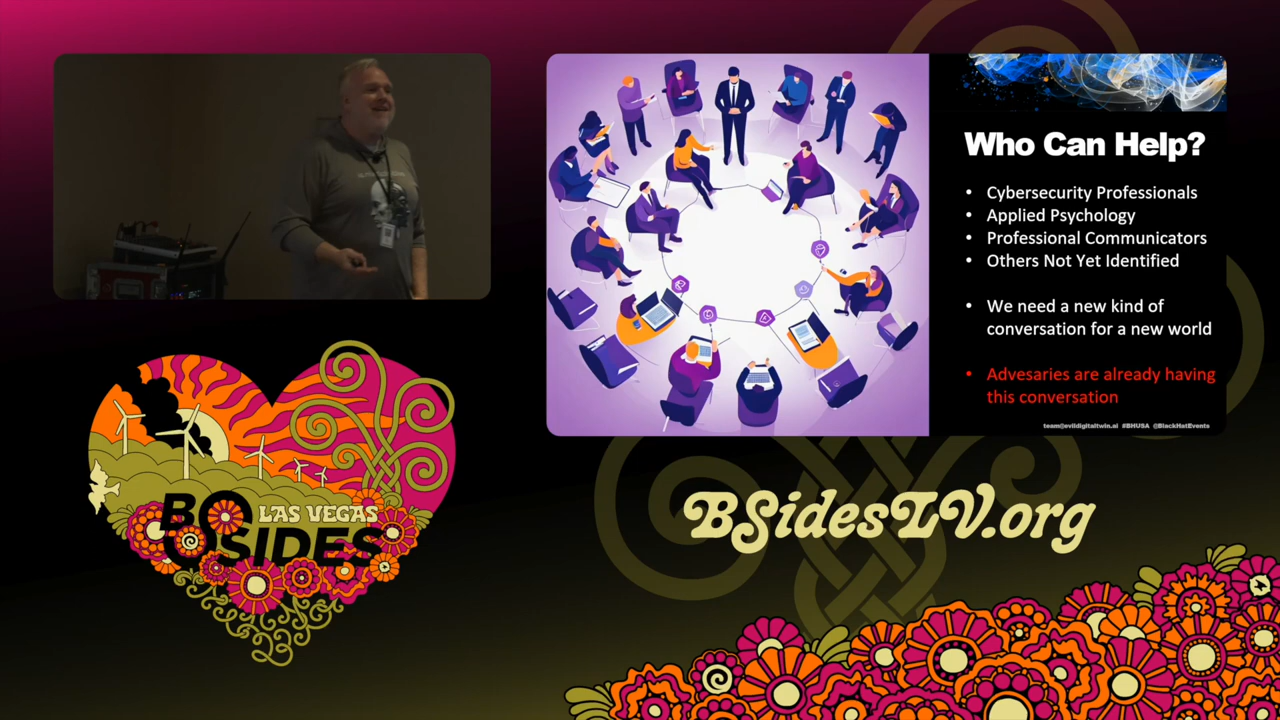 Who Can Help?
• Cybersecurity Professionals
• Applied Psychology
• Professional Communicators
• Others Not Yet Identified
• We need a new kind of
conversation for a new world
• Advesaries are already having
this conversation
team@evildigitaltwin.ai #BHUSA @BlackHatEvents
BSidesLV.org
LAS VEGAS
BSIDES
23